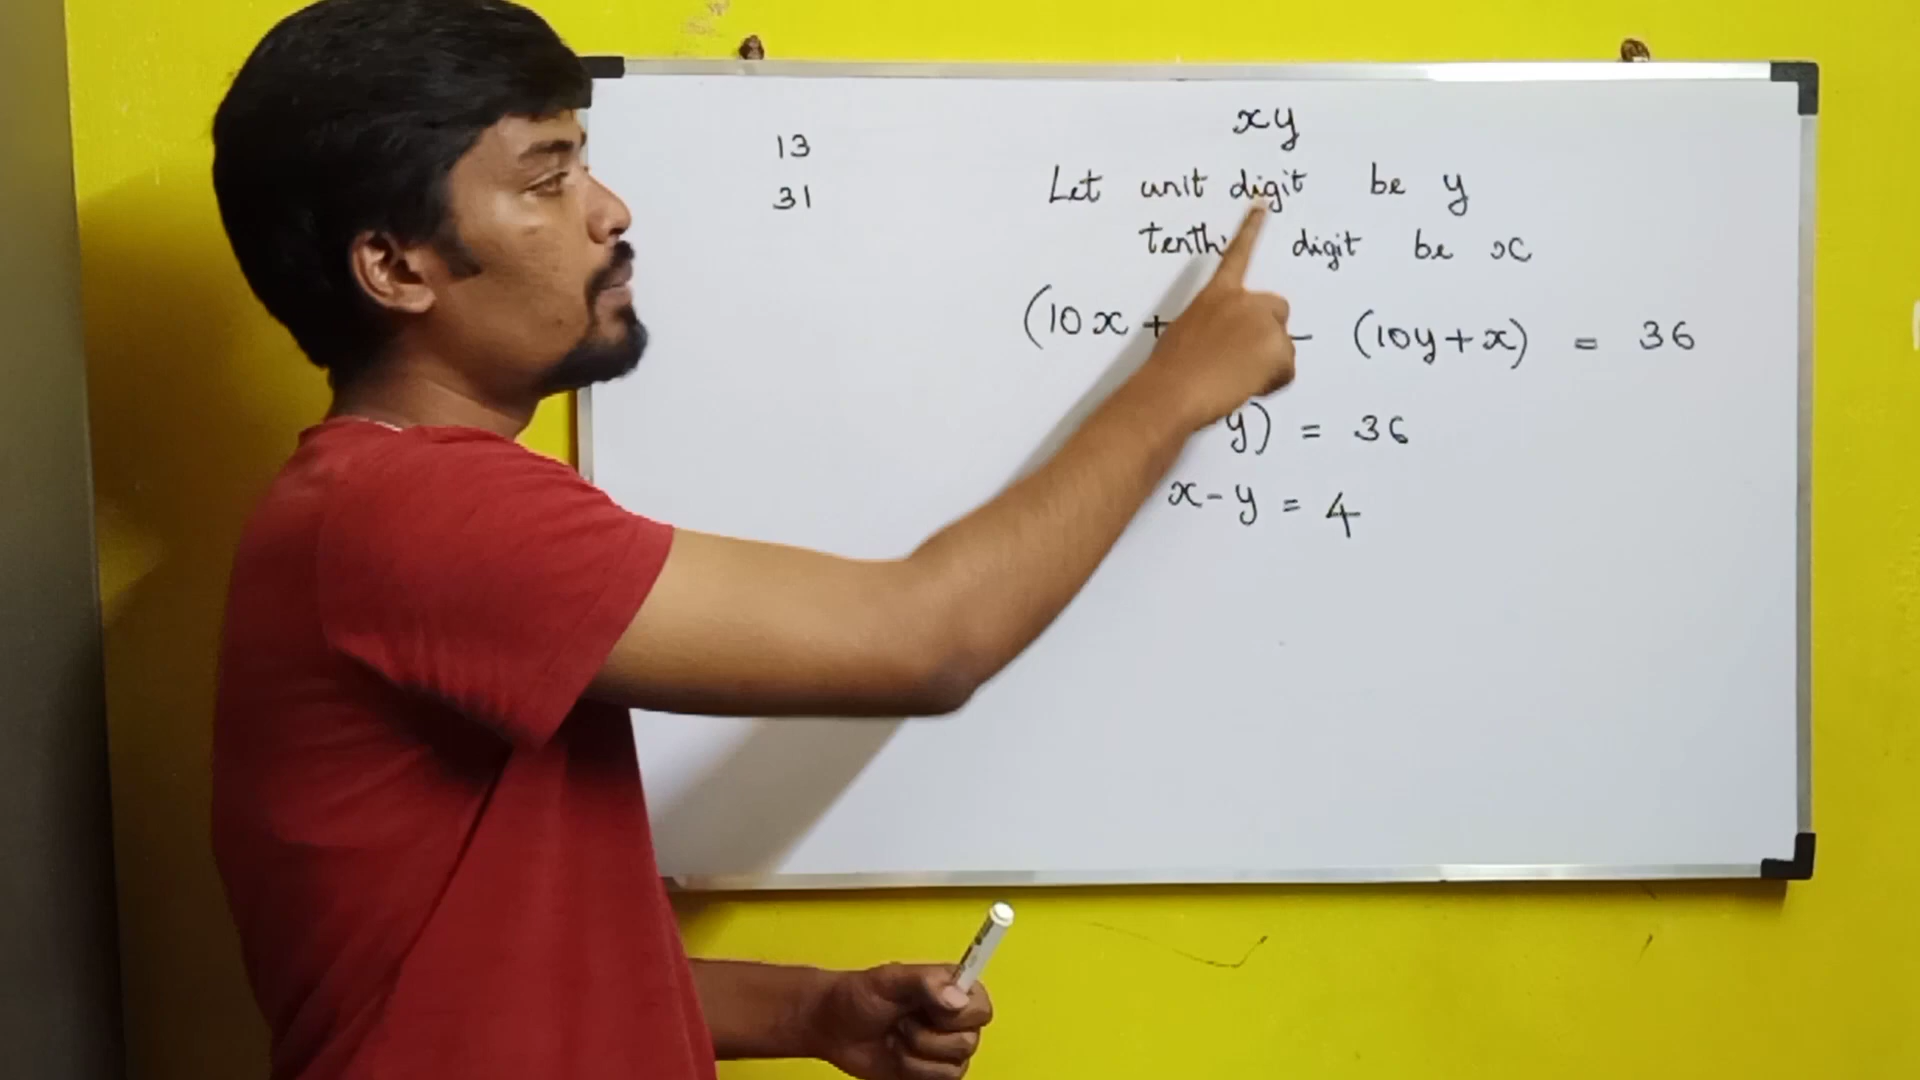 13
31
xy
Let unit digit be y
tenth digit be x
(10x + - (10y+x) = 36
y) = 36
x-y = 4